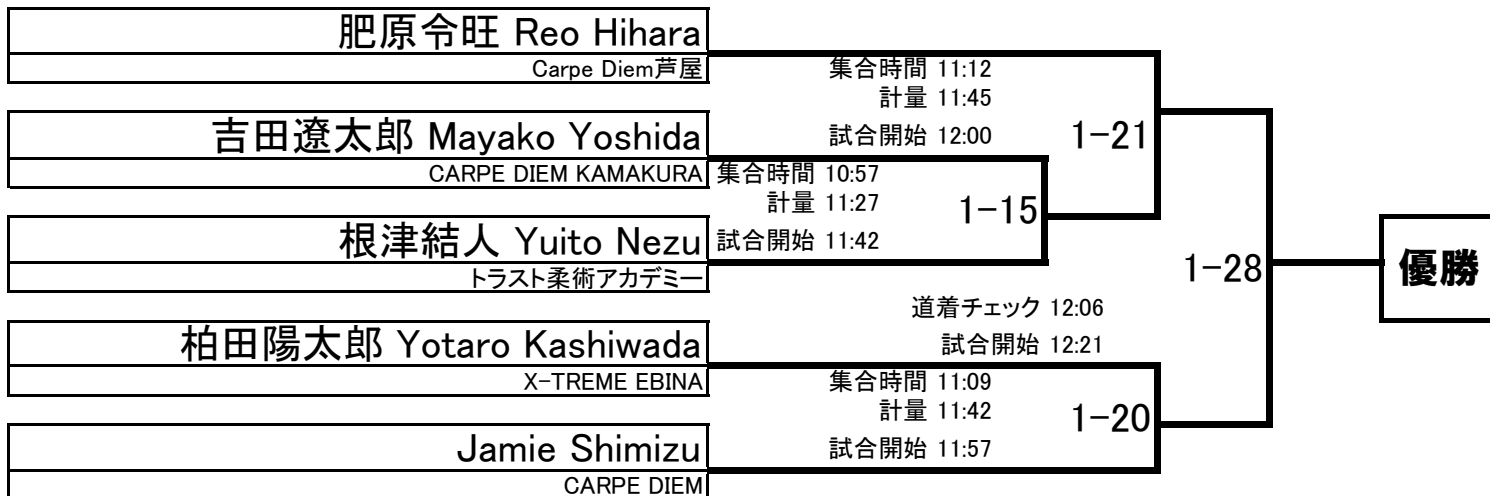 肥原令旺 Reo Hihara
Carpe Diem芦屋
集合時間 11:12
計量 11:45
吉田遼太郎 Mayako Yoshida
試合開始 12:00
1-21
CARPE DIEM KAMAKURA
集合時間 10:57
計量 11:27
1-15
根津結人 Yuito Nezu
試合開始 11:42
トラスト柔術アカデミー
1-28
優勝
道着チェック 12:06
柏田陽太郎 Yotaro Kashiwada
試合開始 12:21
X-TREME EBINA
集合時間 11:09
計量 11:42
1-20
Jamie Shimizu
試合開始 11:57
CARPE DIEM